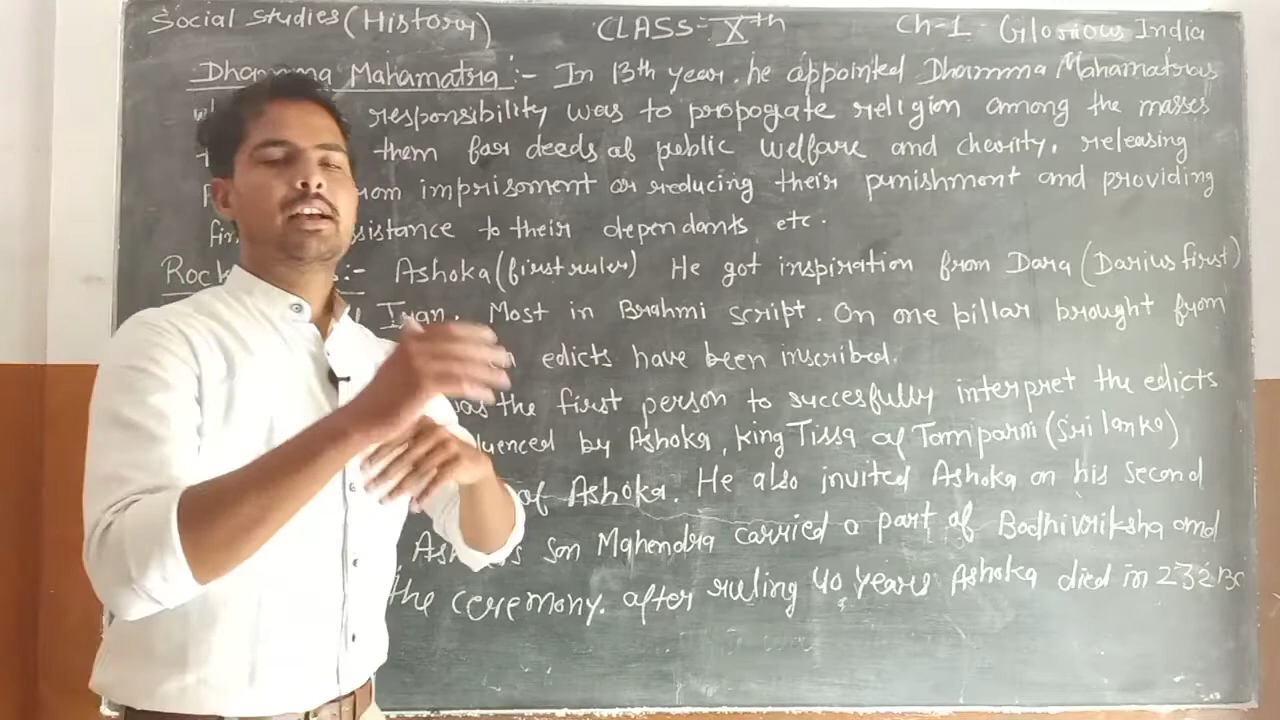 Social studies (History) CLASS = Xth Ch-1 Glorious India
Mahamatra :- In 13th year. he appointed Dhamma Mahamatras
responsibility was to propogate religion among the masses
them for deeds of public welfare and charity. releasing
imprisoment or reducing their punishment and providing
to their dependants etc.
Ashoka (first ruler) He got inspiration from Dara (Darius first)
Iran. Most in Brahmi script. On one pillar brought from
edicts have been inscribed.
the first person to succesfully interpret the edicts
by Ashoka, king Tissa of Tamparni (Sri lanka)
of Ashoka. He also invited Ashoka on his second
son Mahendra carried a part of Bodhivriksha and
the ceremony. after ruling 40 years Ashoka died in 232 BC